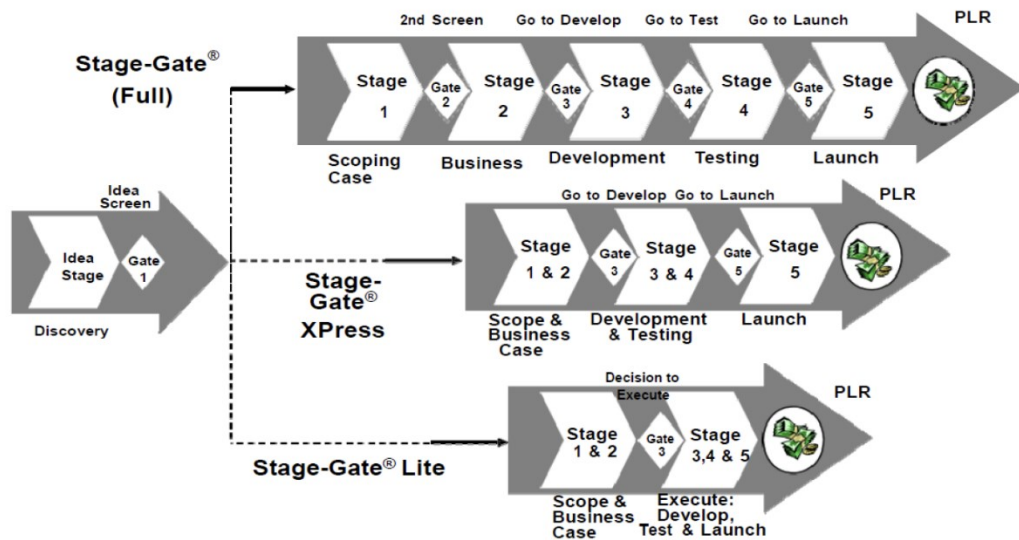 2nd Screen Go to Develop Go to Test Go to Launch PLR
Stage-Gate®
(Full)
Stage
1
Gate
2
Stage
2
Gate
3
Stage
3
Gate
4
Stage
4
Gate
5
Stage
5
Scoping
Case
Business
Development
Testing
Launch
Idea
Screen
Idea
Stage
Gate
1
Discovery
Go to Develop Go to Launch PLR
Stage
1 & 2
Gate
3
Stage
3 & 4
Gate
5
Stage
5
Stage-
Gate®
XPress
Scope &
Business
Case
Development
& Testing
Launch
Decision to
Execute
PLR
Stage
1 & 2
Gate
3
Stage
3,4 & 5
Stage-Gate® Lite
Scope &
Business
Case
Execute:
Develop,
Test & Launch